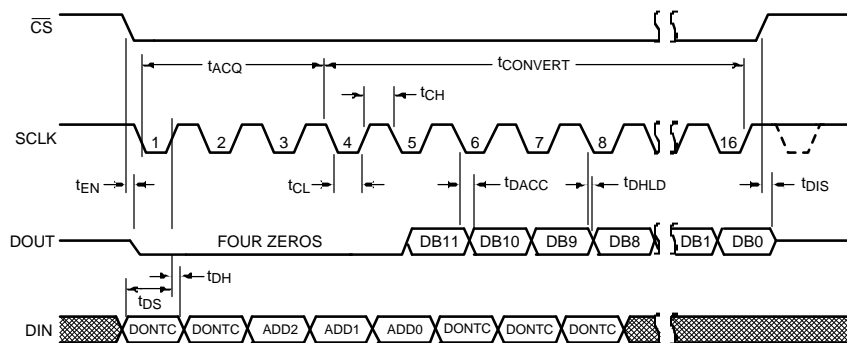 CS
tACQ
tCONVERT
tCH
SCLK
1 2 3 4 5 6 7 8 16
tEN
tCL
tDACC
tDHLD
tDIS
DOUT
FOUR ZEROS
DB11 DB10 DB9 DB8 DB1 DB0
tDH
tDS
DIN
DONTC DONTC ADD2 ADD1 ADD0 DONTC DONTC DONTC